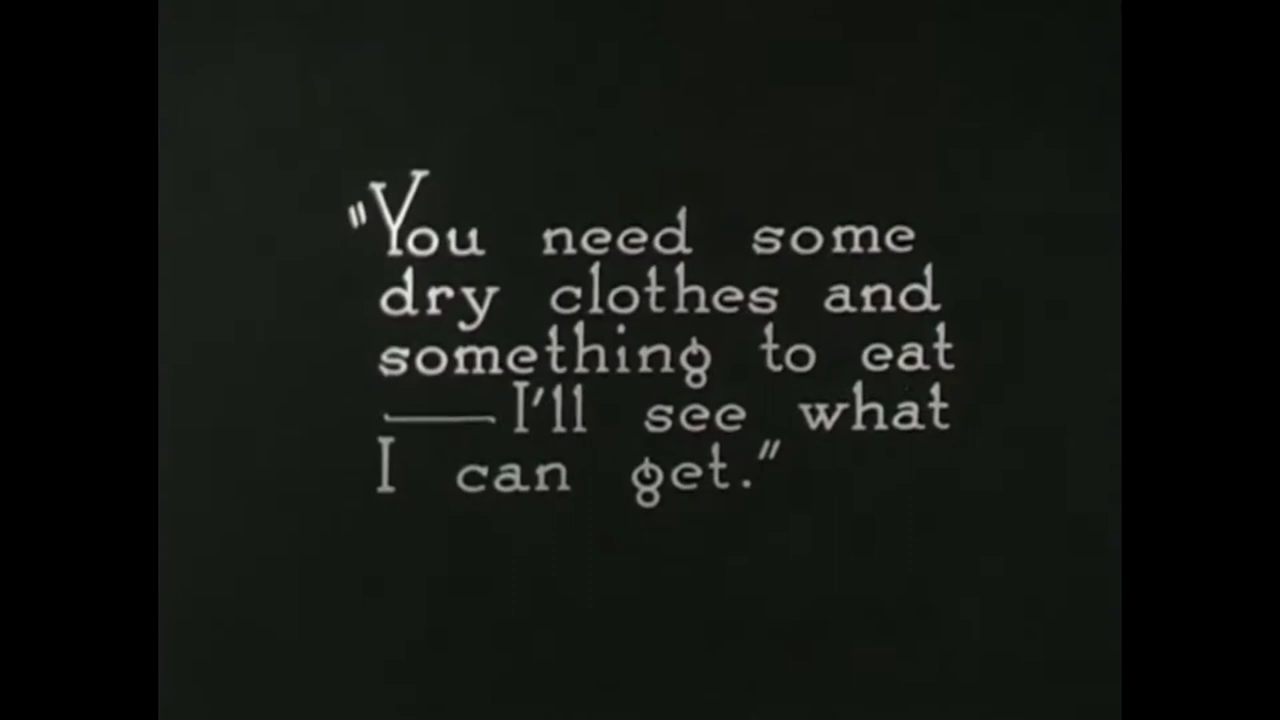 "You need some
dry clothes and
something to eat
—I'll see what
I can get."